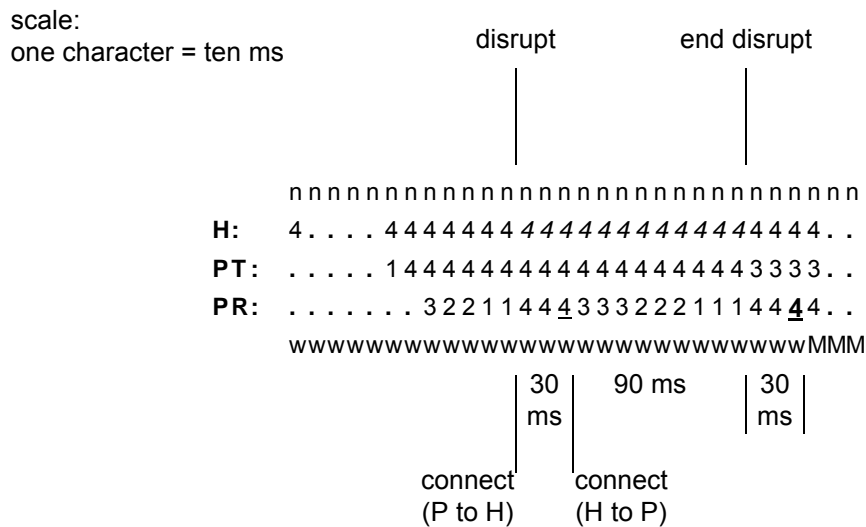 scale:
one character = ten ms
disrupt
end disrupt
n n n n n n n n n n n n n n n n n n n n n n n n n n n n n n
H: 4 . . . . 4 4 4 4 4 4 4 4 4 4 4 4 4 4 4 4 4 4 4 4 4 4 4 . .
PT: . . . . . 1 4 4 4 4 4 4 4 4 4 4 4 4 4 4 4 4 4 4 3 3 3 3 . .
PR: . . . . . . . 3 2 2 1 1 4 4 4 3 3 3 2 2 2 1 1 1 4 4 4 4 . .
wwwwwwwwwwwwwwwwwwwwwwwwwwwMMM
30
ms
90 ms
30
ms
connect
(P to H)
connect
(H to P)